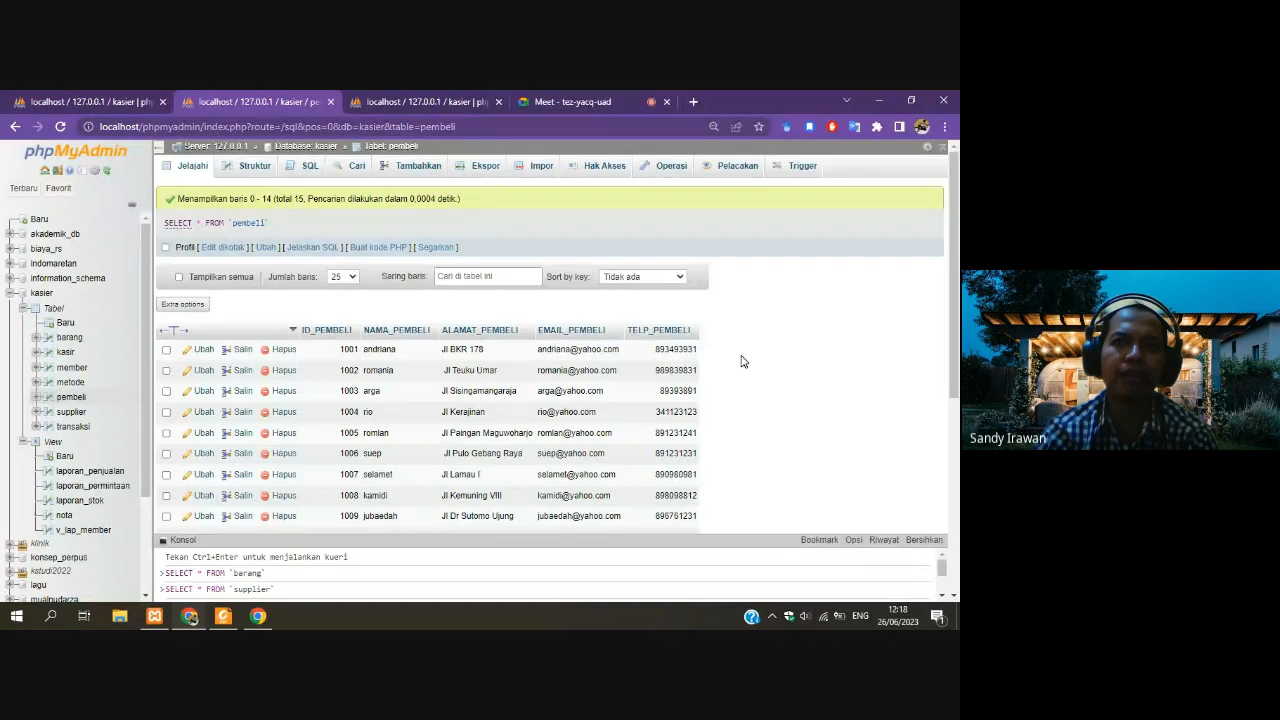 localhost / 127.0.0.1 / kasier | ph
localhost / 127.0.0.1 / kasier / pe
localhost / 127.0.0.1 / kasier | ph
Meet - tez-yacq-uad
localhost/phpmyadmin/index.php?route=/sql&pos=0&db=kasier&table=pembeli
phpMyAdmin
Terbaru Favorit
Baru
akademik_db
biaya_rs
indomaretan
information_schema
kasier
Tabel
Baru
barang
kasir
member
metode
pembeli
supplier
transaksi
View
Baru
laporan_penjualan
laporan_permintaan
laporan_stok
nota
v_lap_member
klinik
konsep_perpus
kstudi2022
lagu
Server: 127.0.0.1 » Database: kasier » Tabel: pembeli
Jelajahi Struktur SQL Cari Tambahkan Ekspor Impor Hak Akses Operasi Pelacakan Trigger
Menampilkan baris 0 - 14 (total 15, Pencarian dilakukan dalam 0,0004 detik.)
SELECT * FROM `pembeli`
Profil [ Edit dikotak ] [ Ubah ] [ Jelaskan SQL ] [ Buat kode PHP ] [ Segarkan ]
Tampilkan semua | Jumlah baris: 25 Saring baris: Cari di tabel ini Sort by key: Tidak ada
Extra options
←T→ ID_PEMBELI NAMA_PEMBELI ALAMAT_PEMBELI EMAIL_PEMBELI TELP_PEMBELI
Ubah Salin Hapus 1001 andriana Jl BKR 178 andriana@yahoo.com 893493931
Ubah Salin Hapus 1002 romania Jl Teuku Umar romania@yahoo.com 989839831
Ubah Salin Hapus 1003 arga Jl Sisingamangaraja arga@yahoo.com 89393891
Ubah Salin Hapus 1004 rio Jl Kerajinan rio@yahoo.com 341123123
Ubah Salin Hapus 1005 romlan Jl Paingan Maguwoharjo romlan@yahoo.com 891231241
Ubah Salin Hapus 1006 suep Jl Pulo Gebang Raya suep@yahoo.com 891231231
Ubah Salin Hapus 1007 selamet Jl Lamau I selamet@yahoo.com 890980981
Ubah Salin Hapus 1008 kamidi Jl Kemuning VIII kamidi@yahoo.com 898098812
Ubah Salin Hapus 1009 jubaedah Jl Dr Sutomo Ujung jubaedah@yahoo.com 896761231
Konsol Bookmark Opsi Riwayat Bersihkan
Tekan Ctrl+Enter untuk menjalankan kueri
>SELECT * FROM `barang`
>SELECT * FROM `supplier`
ENG
12:18
26/06/2023
Sandy Irawan